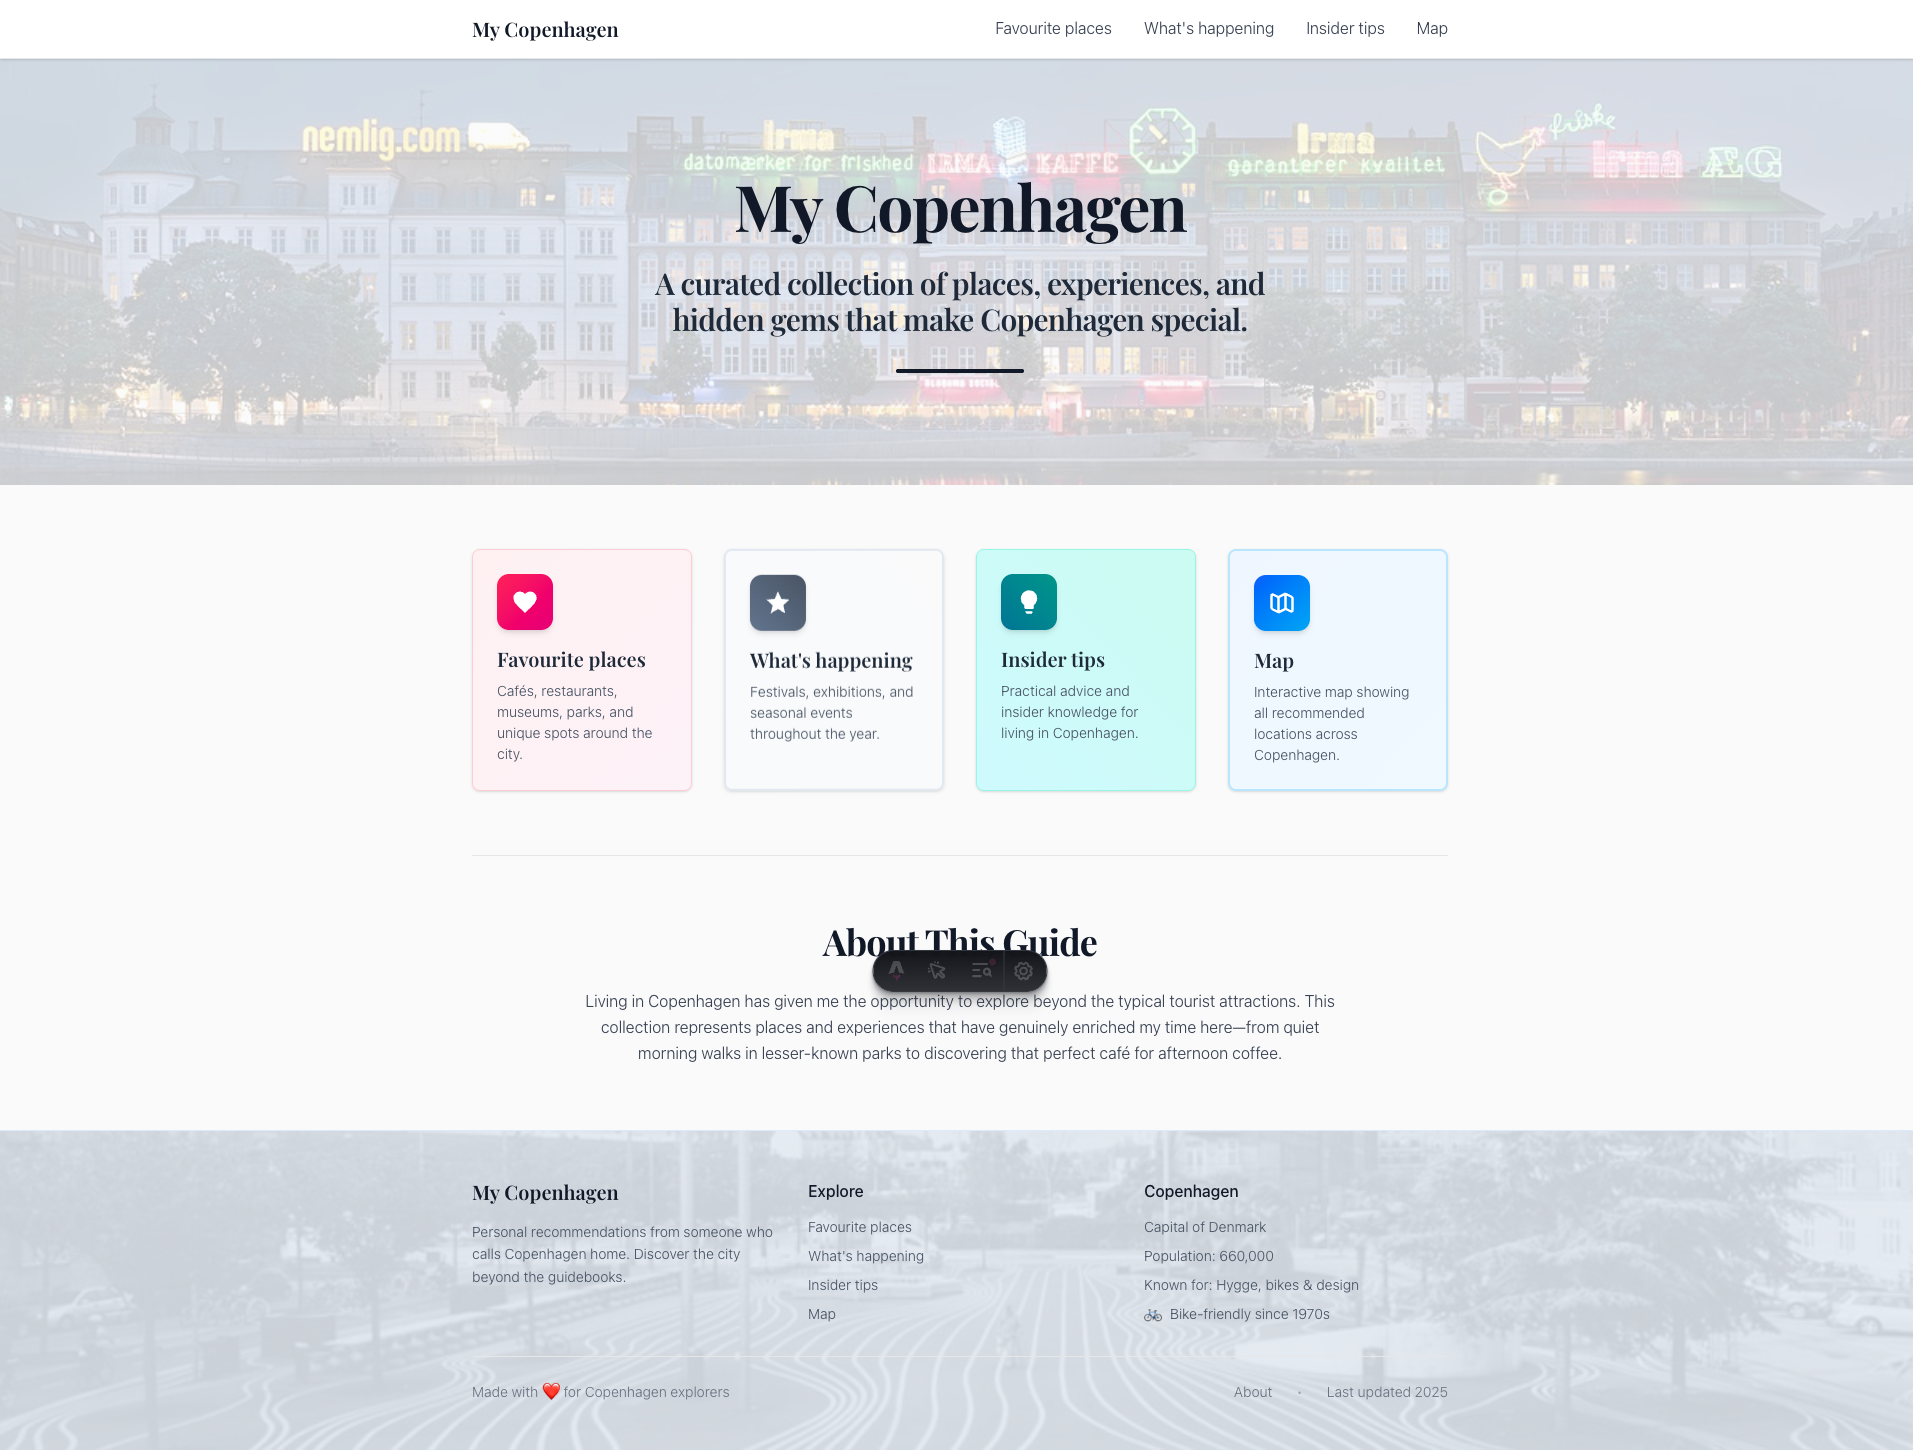 My Copenhagen
Favourite places
What's happening
Insider tips
Map
nemlig.com
Irma
datomærker for friskhed
IRMA KAFFE
Irma
garanterer kvalitet
friske
Irma ÆG
My Copenhagen
A curated collection of places, experiences, and
hidden gems that make Copenhagen special.
Favourite places
Cafés, restaurants,
museums, parks, and
unique spots around the
city.
What's happening
Festivals, exhibitions, and
seasonal events
throughout the year.
Insider tips
Practical advice and
insider knowledge for
living in Copenhagen.
Map
Interactive map showing
all recommended
locations across
Copenhagen.
About This Guide
Living in Copenhagen has given me the opportunity to explore beyond the typical tourist attractions. This
collection represents places and experiences that have genuinely enriched my time here—from quiet
morning walks in lesser-known parks to discovering that perfect café for afternoon coffee.
My Copenhagen
Personal recommendations from someone who
calls Copenhagen home. Discover the city
beyond the guidebooks.
Explore
Favourite places
What's happening
Insider tips
Map
Copenhagen
Capital of Denmark
Population: 660,000
Known for: Hygge, bikes & design
🚲 Bike-friendly since 1970s
Made with ❤️ for Copenhagen explorers
About · Last updated 2025